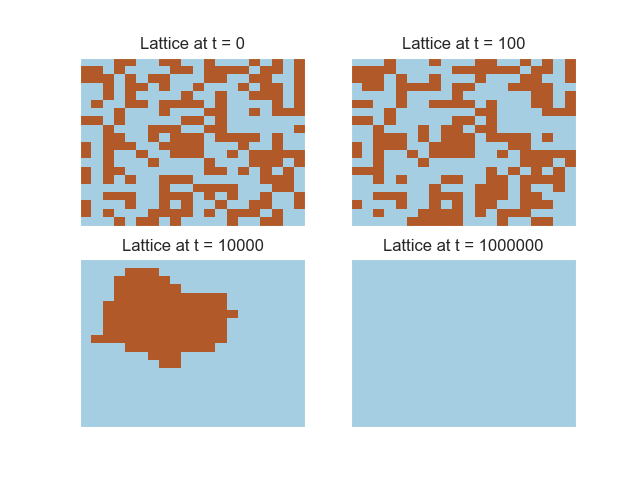 Lattice at t = 0
Lattice at t = 100
Lattice at t = 10000
Lattice at t = 1000000